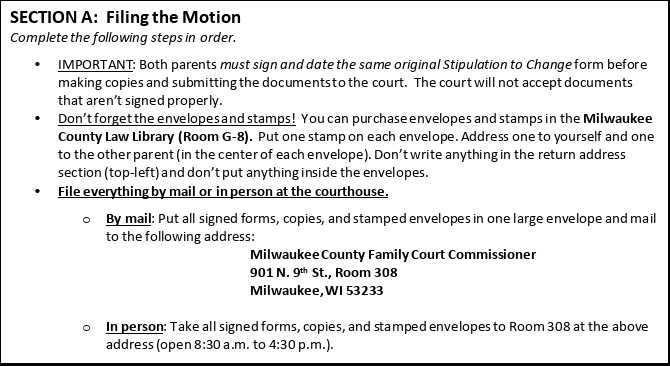 SECTION A:  Filing the Motion
Complete the following steps in order.
• IMPORTANT: Both parents must sign and date the same original Stipulation to Change form before
making copies and submitting the documents to the court.  The court will not accept documents
that aren't signed properly.
• Don't forget the envelopes and stamps!  You can purchase envelopes and stamps in the Milwaukee
County Law Library (Room G-8).  Put one stamp on each envelope. Address one to yourself and one
to the other parent (in the center of each envelope). Don't write anything in the return address
section (top-left) and don't put anything inside the envelopes.
• File everything by mail or in person at the courthouse.
o By mail: Put all signed forms, copies, and stamped envelopes in one large envelope and mail
to the following address:
Milwaukee County Family Court Commissioner
901 N. 9th St., Room 308
Milwaukee, WI 53233
o In person: Take all signed forms, copies, and stamped envelopes to Room 308 at the above
address (open 8:30 a.m. to 4:30 p.m.).